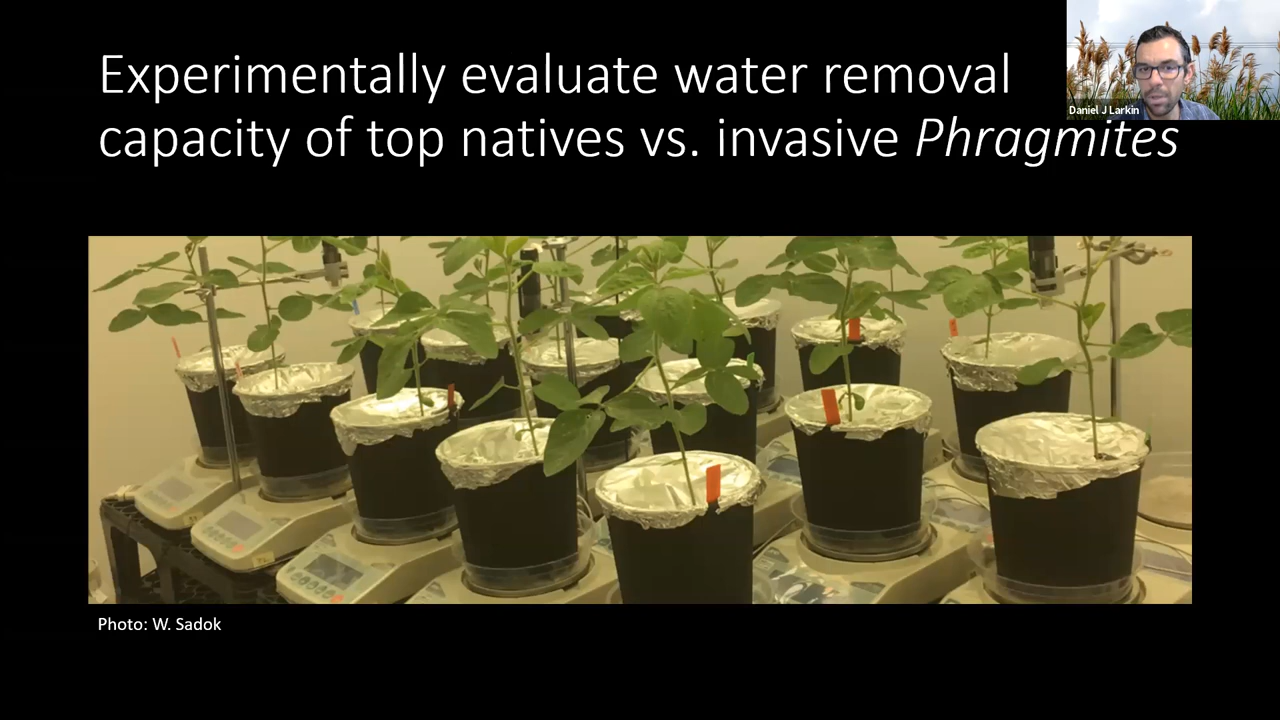 Experimentally evaluate water removal
capacity of top natives vs. invasive Phragmites
Daniel J Larkin
Photo: W. Sadok